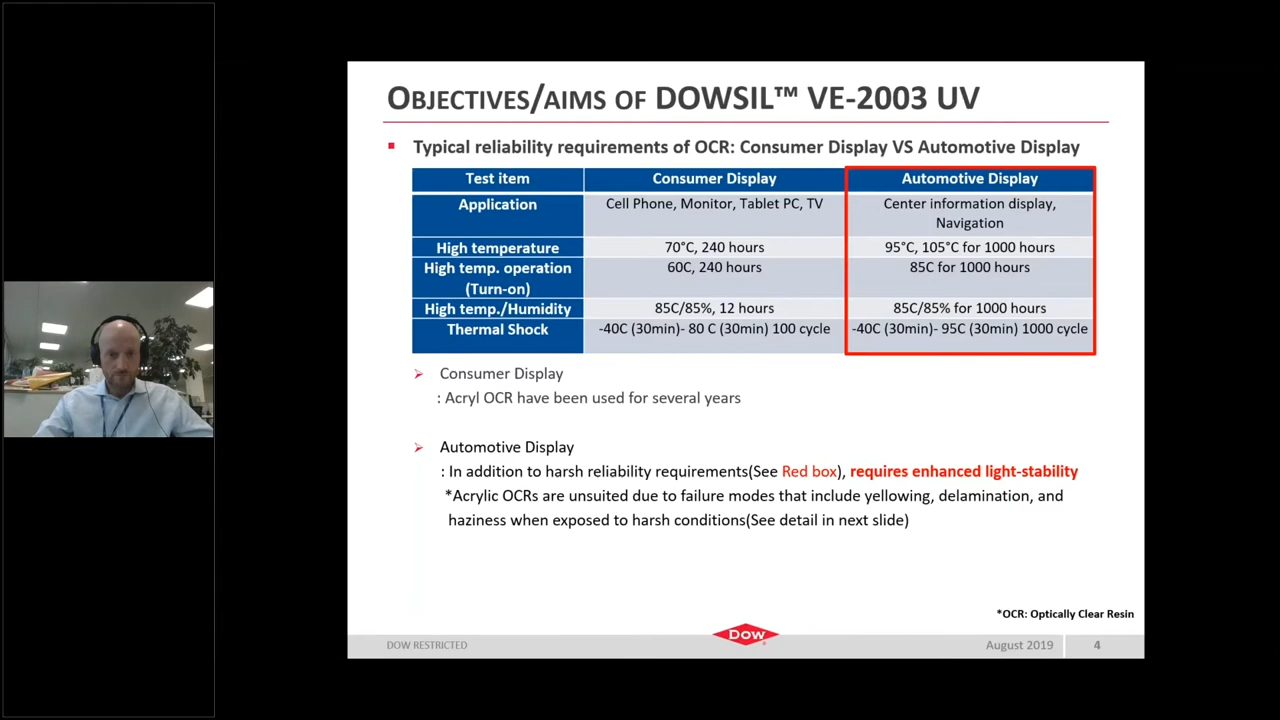 OBJECTIVES/AIMS OF DOWSIL™ VE-2003 UV
Typical reliability requirements of OCR: Consumer Display VS Automotive Display
Test item Consumer Display Automotive Display
Application Cell Phone, Monitor, Tablet PC, TV Center information display,
Navigation
High temperature 70°C, 240 hours 95°C, 105°C for 1000 hours
High temp. operation 60C, 240 hours 85C for 1000 hours
(Turn-on)
High temp./Humidity 85C/85%, 12 hours 85C/85% for 1000 hours
Thermal Shock -40C (30min)- 80 C (30min) 100 cycle -40C (30min)- 95C (30min) 1000 cycle
Consumer Display
: Acryl OCR have been used for several years
Automotive Display
: In addition to harsh reliability requirements(See Red box), requires enhanced light-stability
*Acrylic OCRs are unsuited due to failure modes that include yellowing, delamination, and
haziness when exposed to harsh conditions(See detail in next slide)
*OCR: Optically Clear Resin
DOW RESTRICTED Dow August 2019 4